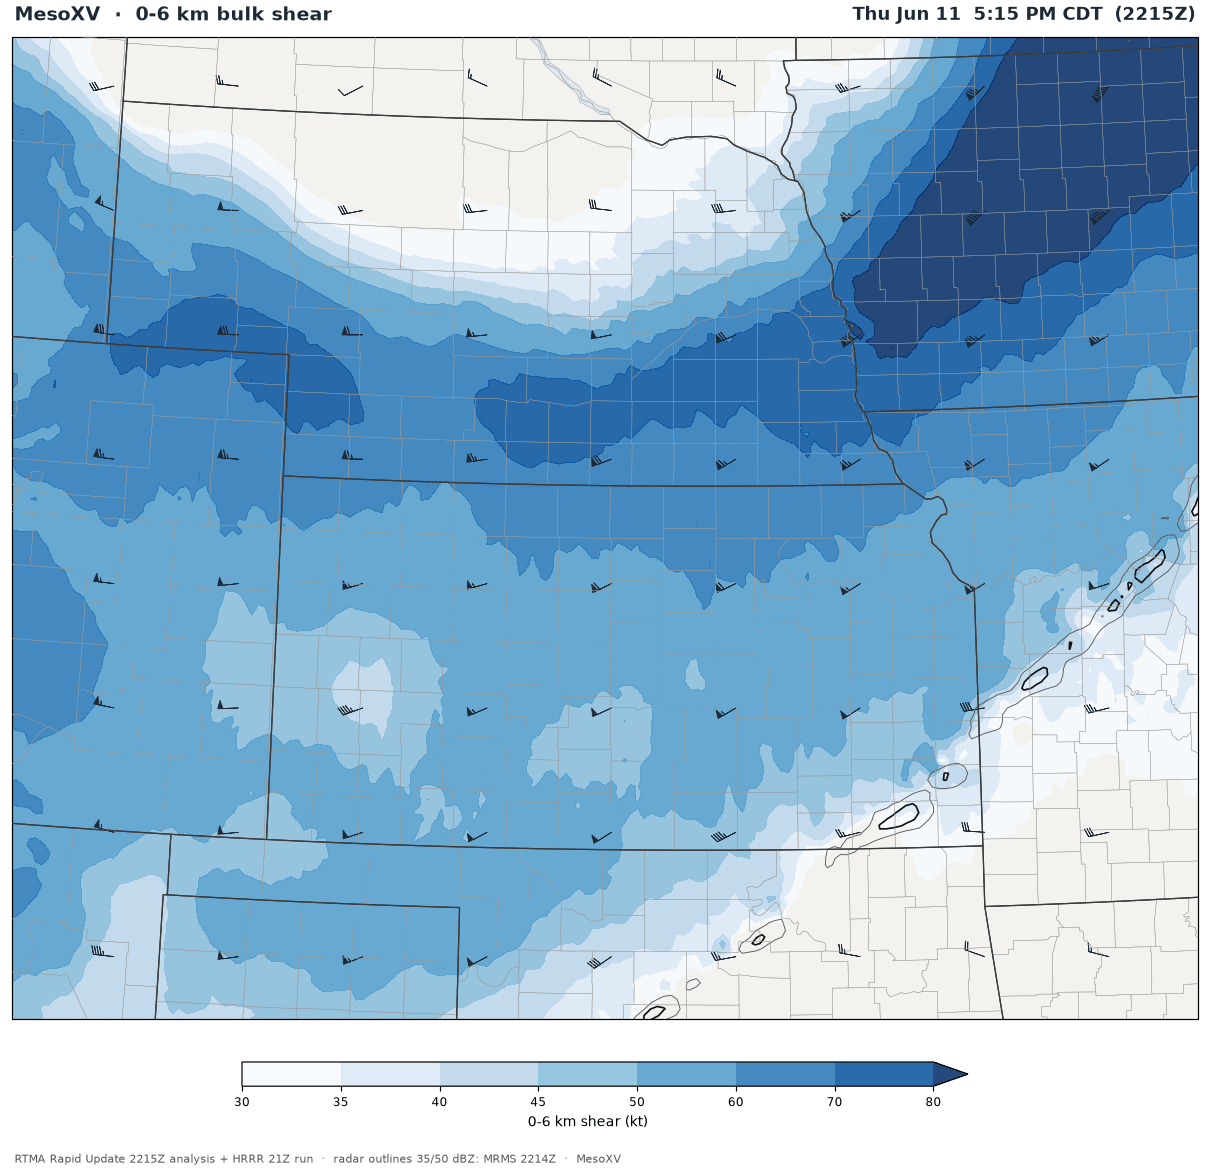 MesoXV · 0-6 km bulk shear
Thu Jun 11 5:15 PM CDT (2215Z)
30 35 40 45 50 60 70 80
0-6 km shear (kt)
RTMA Rapid Update 2215Z analysis + HRRR 21Z run · radar outlines 35/50 dBZ: MRMS 2214Z · MesoXV